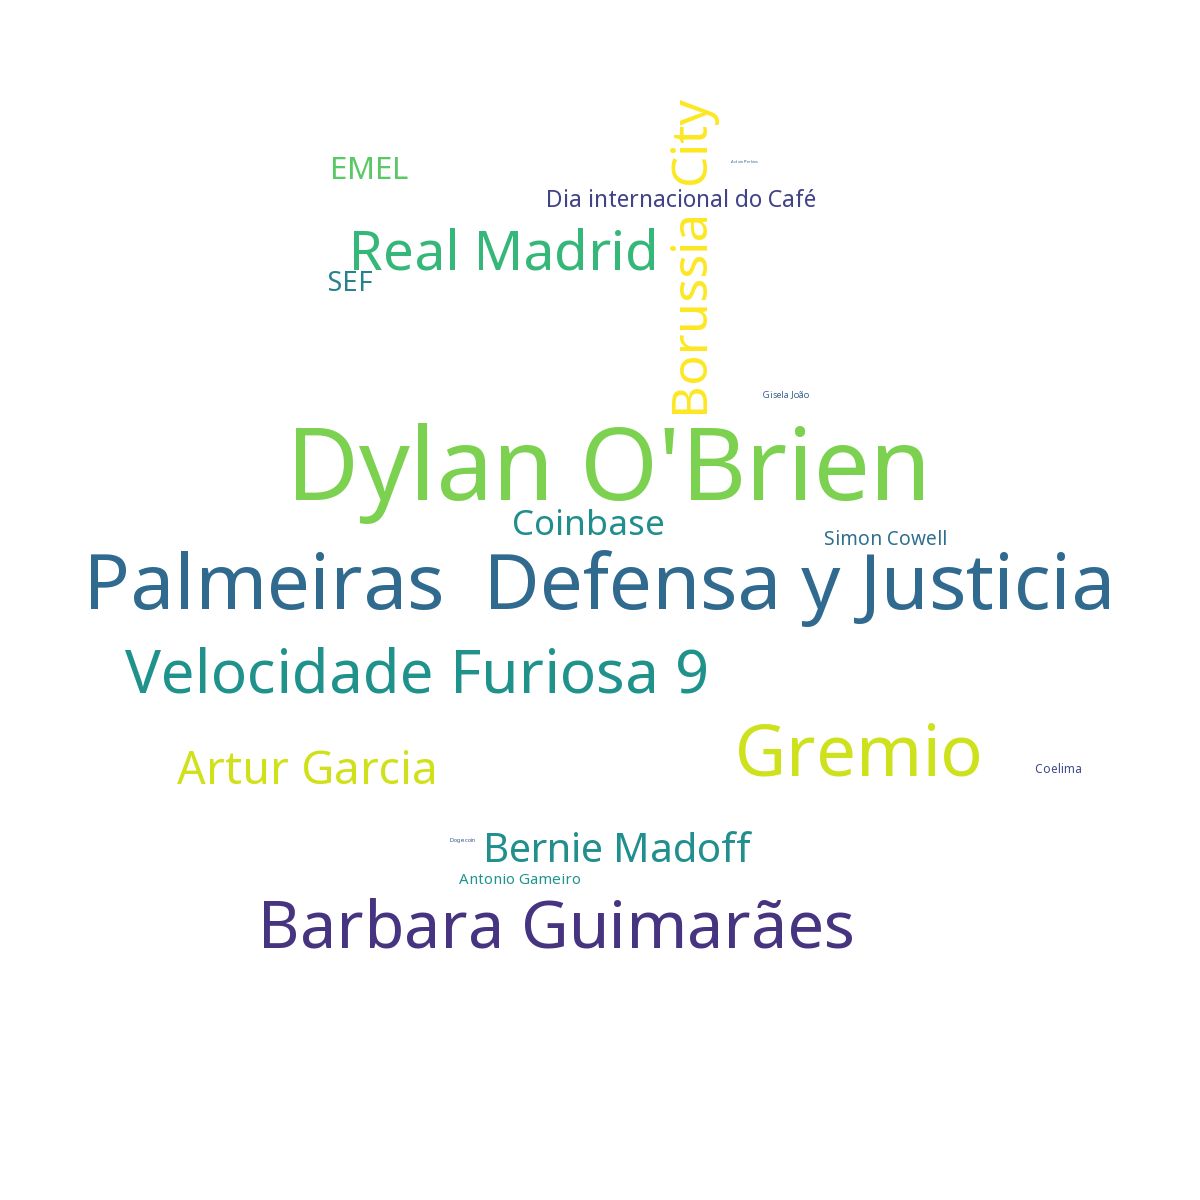 EMEL
Borussia City
Dia internacional do Café
Real Madrid
SEF
Gisela João
Dylan O'Brien
Coinbase
Simon Cowell
Palmeiras Defensa y Justicia
Velocidade Furiosa 9
Gremio
Artur Garcia
Coelima
Dogecoin
Bernie Madoff
Antonio Gameiro
Barbara Guimarães